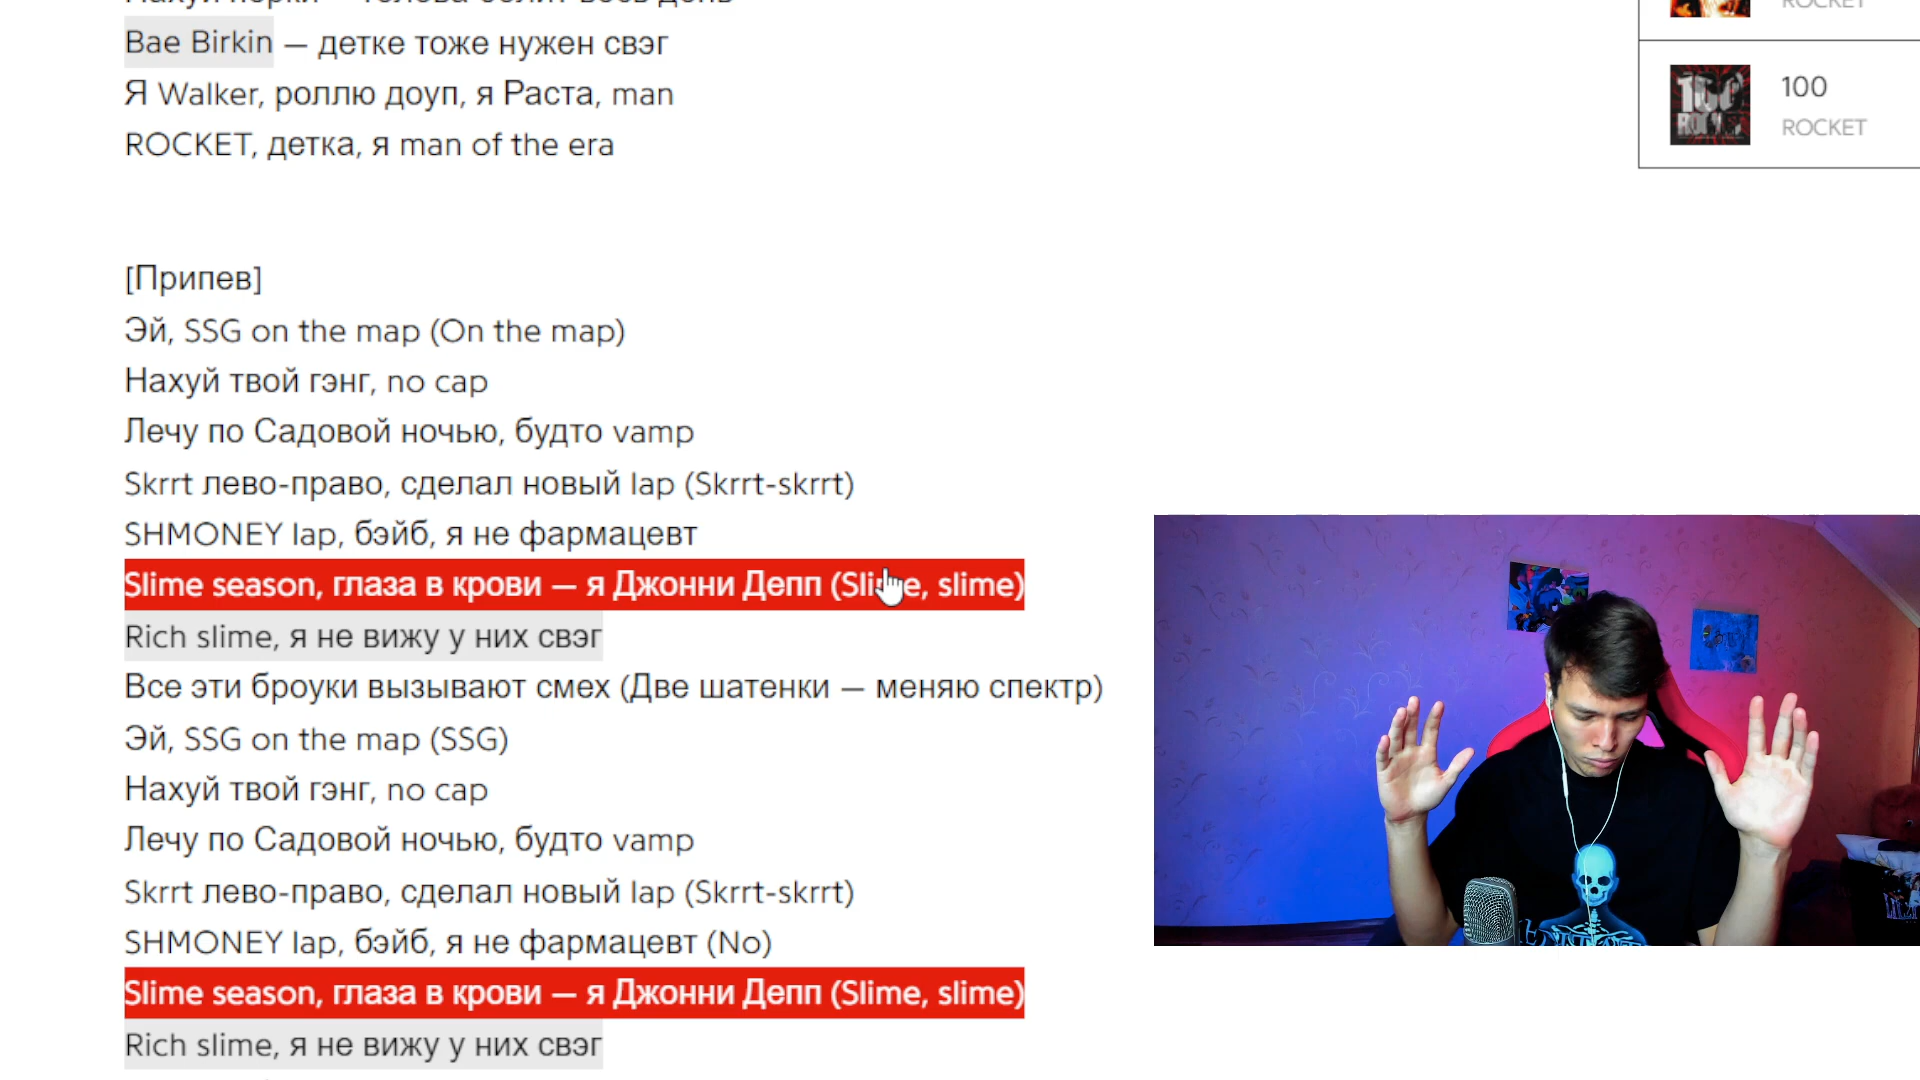 Bae Birkin — детке тоже нужен свэг
Я Walker, роллю доуп, я Раста, man
ROCKET, детка, я man of the era
[Припев]
Эй, SSG on the map (On the map)
Нахуй твой гэнг, no cap
Лечу по Садовой ночью, будто vamp
Skrrt лево-право, сделал новый lap (Skrrt-skrrt)
SHMONEY lap, бэйб, я не фармацевт
Slime season, глаза в крови — я Джонни Депп (Slime, slime)
Rich slime, я не вижу у них свэг
Все эти броуки вызывают смех (Две шатенки — меняю спектр)
Эй, SSG on the map (SSG)
Нахуй твой гэнг, no cap
Лечу по Садовой ночью, будто vamp
Skrrt лево-право, сделал новый lap (Skrrt-skrrt)
SHMONEY lap, бэйб, я не фармацевт (No)
Slime season, глаза в крови — я Джонни Депп (Slime, slime)
Rich slime, я не вижу у них свэг
ROCKET
100
ROCKET